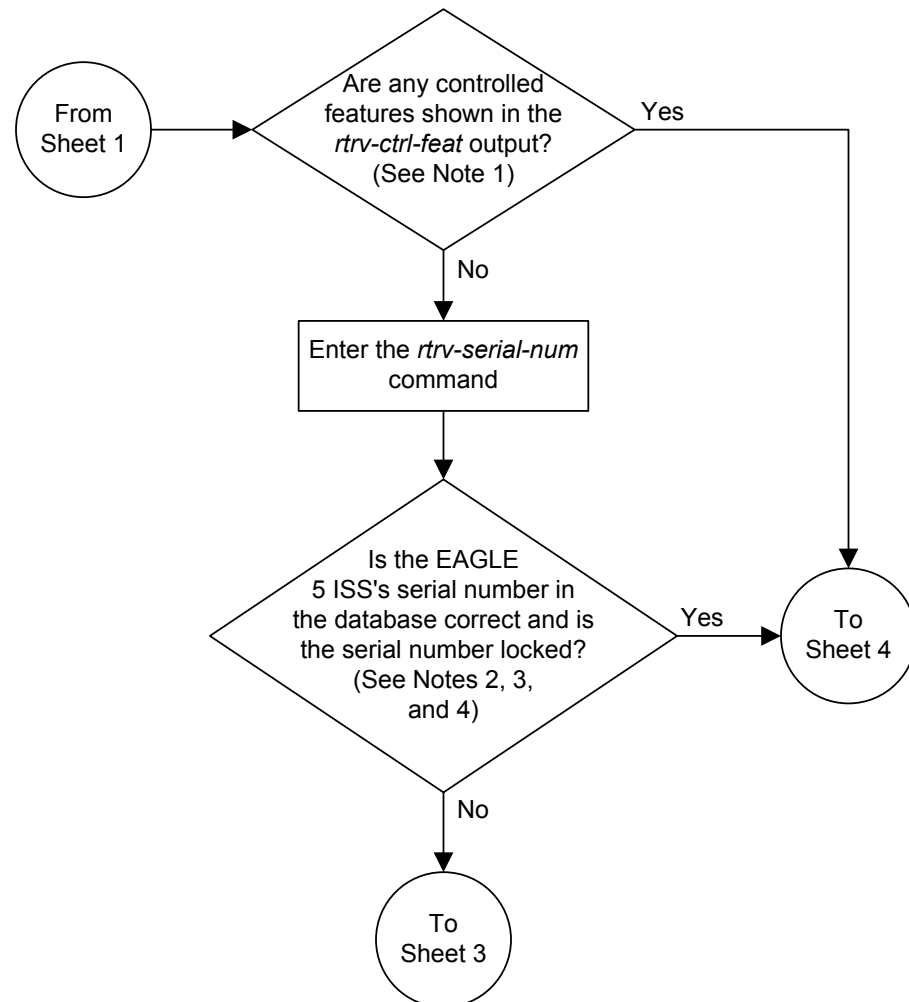 Are any controlled
features shown in the
rtrv-ctrl-feat output?
(See Note 1)
From
Sheet 1
Yes
No
Enter the rtrv-serial-num
command
Is the EAGLE
5 ISS's serial number in
the database correct and is
the serial number locked?
(See Notes 2, 3,
and 4)
Yes
To
Sheet 4
No
To
Sheet 3